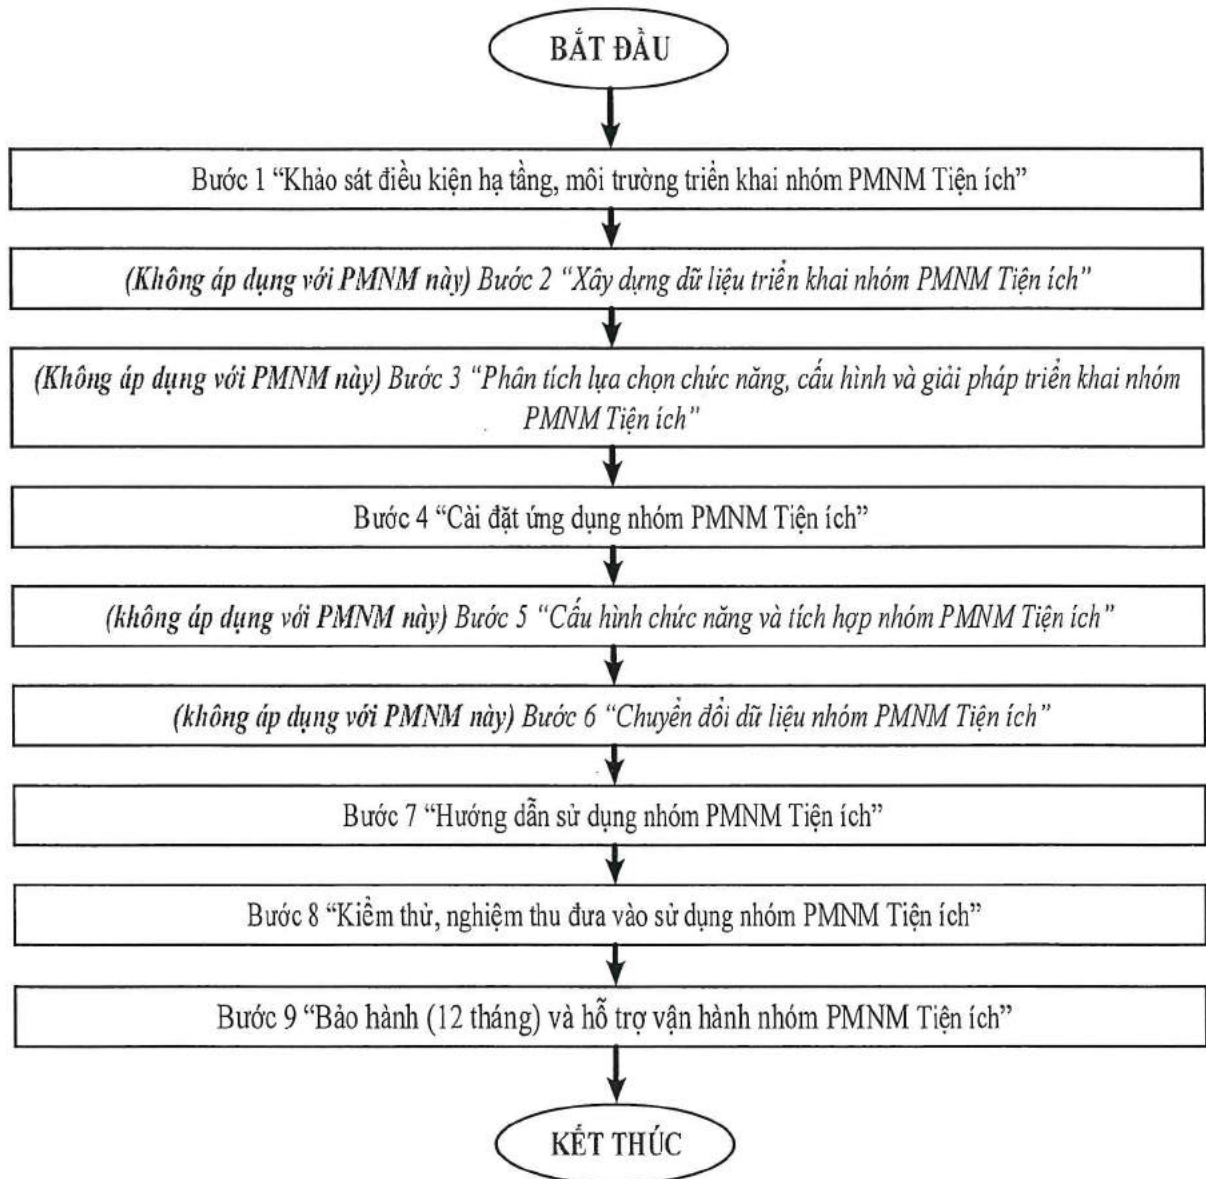 BẮT ĐẦU
Bước 1 “Khảo sát điều kiện hạ tầng, môi trường triển khai nhóm PMNM Tiện ích”
(Không áp dụng với PMNM này) Bước 2 “Xây dựng dữ liệu triển khai nhóm PMNM Tiện ích”
(Không áp dụng với PMNM này) Bước 3 “Phân tích lựa chọn chức năng, cấu hình và giải pháp triển khai nhóm
PMNM Tiện ích”
Bước 4 “Cài đặt ứng dụng nhóm PMNM Tiện ích”
(không áp dụng với PMNM này) Bước 5 “Cấu hình chức năng và tích hợp nhóm PMNM Tiện ích”
(không áp dụng với PMNM này) Bước 6 “Chuyển đổi dữ liệu nhóm PMNM Tiện ích”
Bước 7 “Hướng dẫn sử dụng nhóm PMNM Tiện ích”
Bước 8 “Kiểm thử, nghiệm thu đưa vào sử dụng nhóm PMNM Tiện ích”
Bước 9 “Bảo hành (12 tháng) và hỗ trợ vận hành nhóm PMNM Tiện ích”
KẾT THÚC